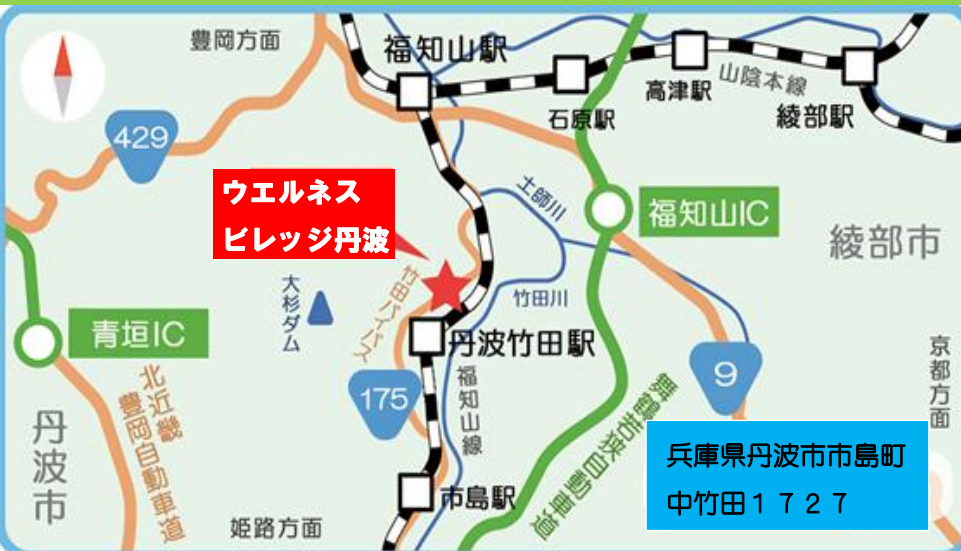 豊岡方面
福知山駅
石原駅
高津駅
山陰本線
綾部駅
429
ウエルネス
ビレッジ丹波
土師川
福知山IC
綾部市
大杉ダム
竹田バイパス
竹田川
青垣IC
丹波竹田駅
9
京都方面
175
福知山線
北近畿
豊岡自動車道
舞鶴若狭自動車道
丹波市
市島駅
姫路方面
兵庫県丹波市市島町
中竹田1727